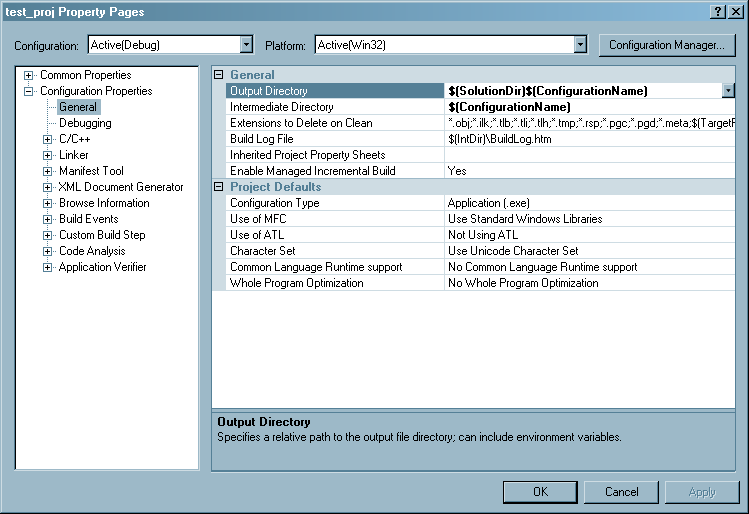 test_proj Property Pages
Configuration: Active(Debug) Platform: Active(Win32) Configuration Manager...
Common Properties
Configuration Properties
General
Debugging
C/C++
Linker
Manifest Tool
XML Document Generator
Browse Information
Build Events
Custom Build Step
Code Analysis
Application Verifier
General
Output Directory $(SolutionDir)$(ConfigurationName)
Intermediate Directory $(ConfigurationName)
Extensions to Delete on Clean *.obj;*.ilk;*.tlb;*.tli;*.tlh;*.tmp;*.rsp;*.pgc;*.pgd;*.meta;$(TargetF
Build Log File $(IntDir)\BuildLog.htm
Inherited Project Property Sheets
Enable Managed Incremental Build Yes
Project Defaults
Configuration Type Application (.exe)
Use of MFC Use Standard Windows Libraries
Use of ATL Not Using ATL
Character Set Use Unicode Character Set
Common Language Runtime support No Common Language Runtime support
Whole Program Optimization No Whole Program Optimization
Output Directory
Specifies a relative path to the output file directory; can include environment variables.
OK Cancel Apply